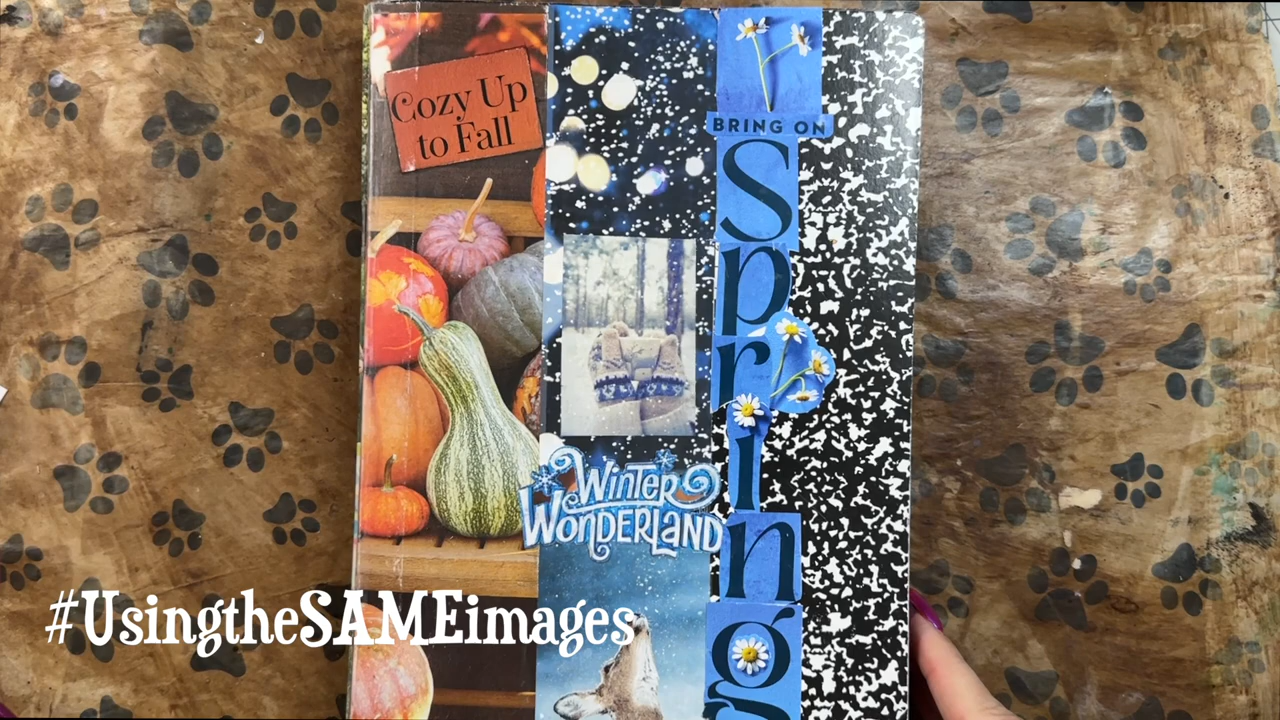 Cozy Up
to Fall
BRING ON
Spring
Winter
Wonderland
#UsingtheSAMEimages